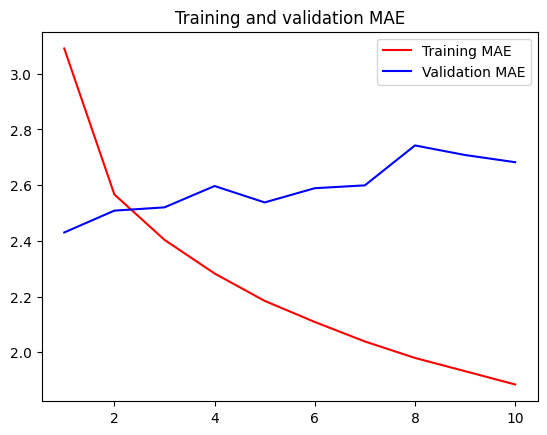 Training and validation MAE
Training MAE
Validation MAE
3.0
2.8
2.6
2.4
2.2
2.0
2 4 6 8 10